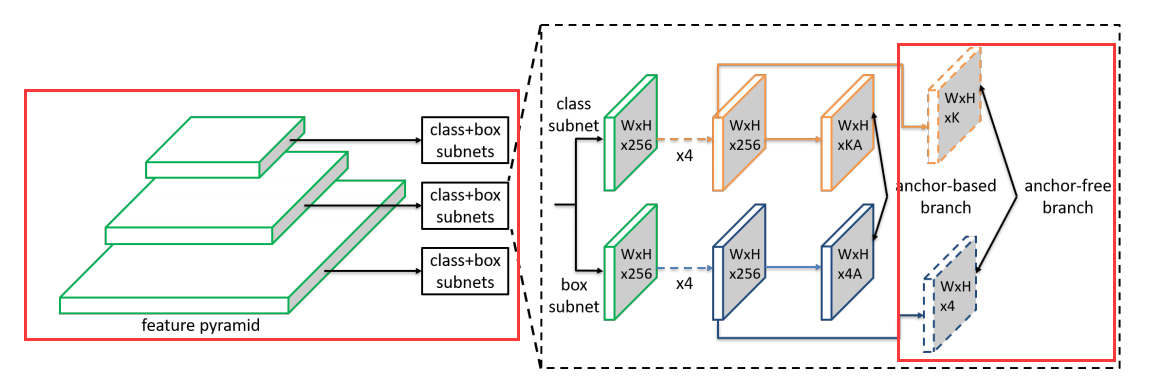 class+box
subnets
class+box
subnets
class+box
subnets
feature pyramid
class
subnet
WxH
x256
x4
WxH
x256
WxH
xKA
WxH
xK
anchor-based
branch
anchor-free
branch
box
subnet
WxH
x256
x4
WxH
x256
WxH
x4A
WxH
x4